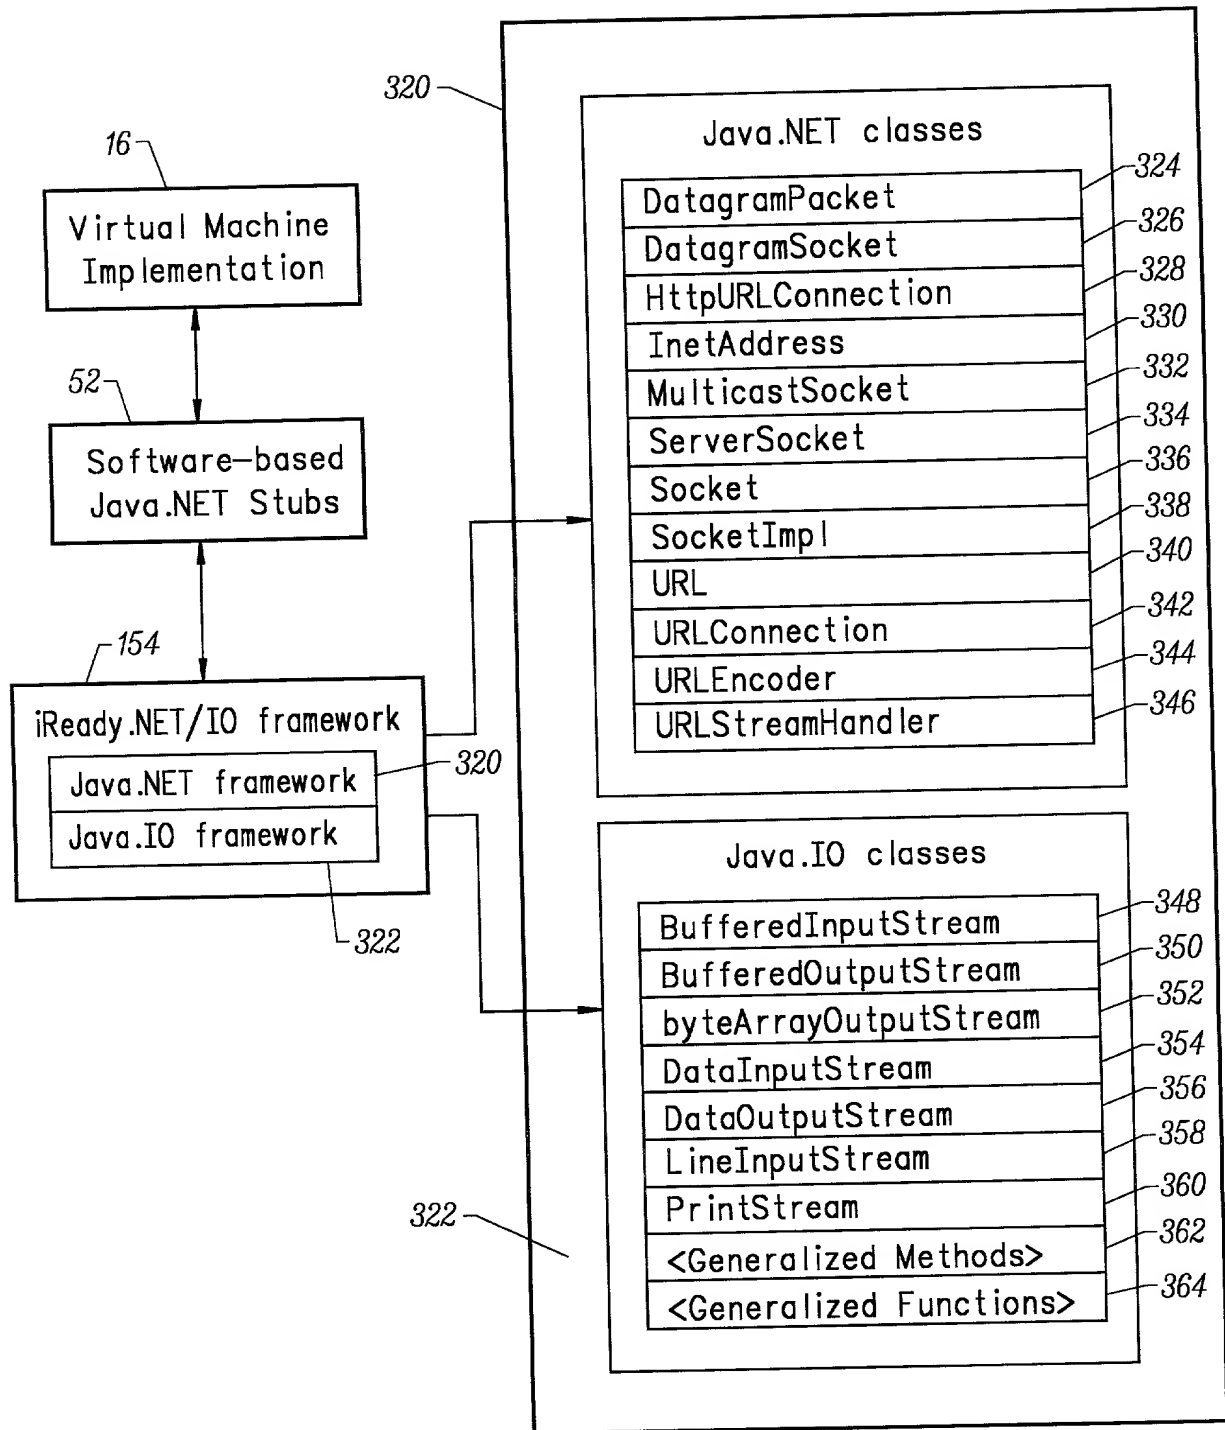 16
Virtual Machine
Implementation
52
Software-based
Java.NET Stubs
154
iReady.NET/IO framework
Java.NET framework
320
Java.IO framework
322
320
Java.NET classes
DatagramPacket
324
DatagramSocket
326
HttpURLConnection
328
InetAddress
330
MulticastSocket
332
ServerSocket
334
Socket
336
SocketImpl
338
URL
340
URLConnection
342
URLEncoder
344
URLStreamHandler
346
Java.IO classes
BufferedInputStream
348
BufferedOutputStream
350
byteArrayOutputStream
352
DataInputStream
354
DataOutputStream
356
LineInputStream
358
PrintStream
360
<Generalized Methods>
362
<Generalized Functions>
364
322